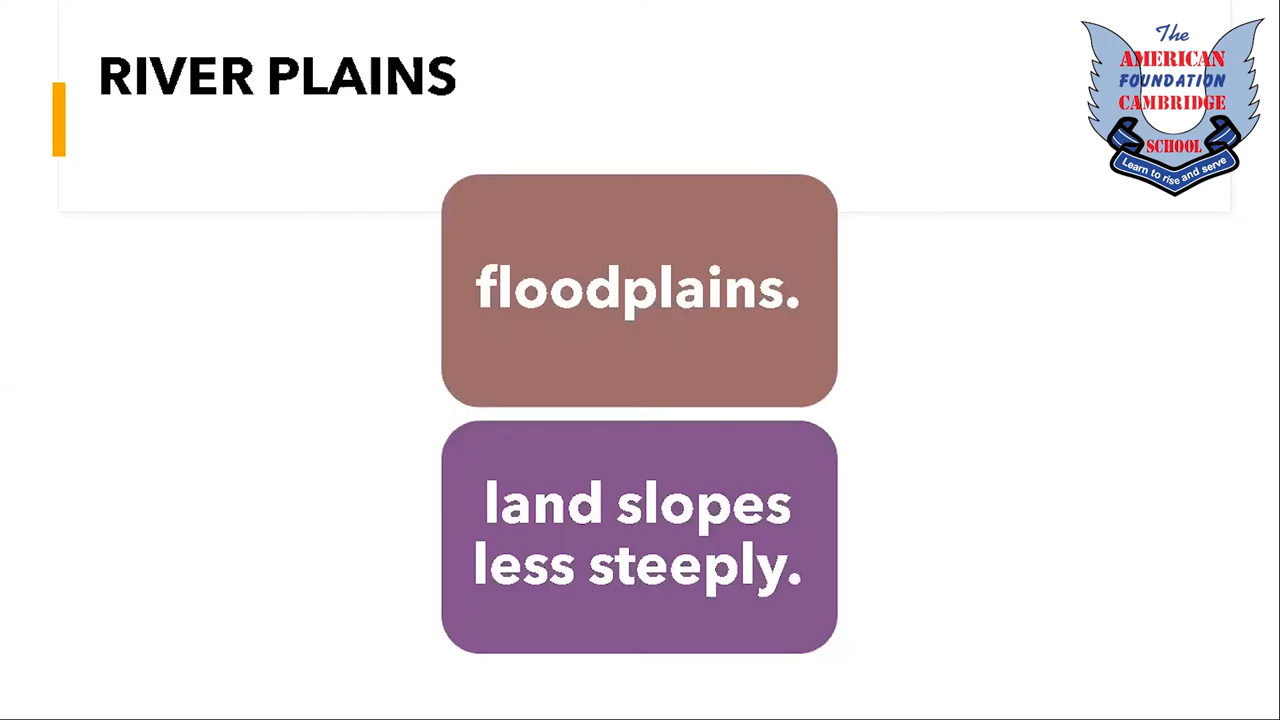 RIVER PLAINS
The
AMERICAN
FOUNDATION
CAMBRIDGE
SCHOOL
Learn to rise and serve
floodplains.
land slopes
less steeply.